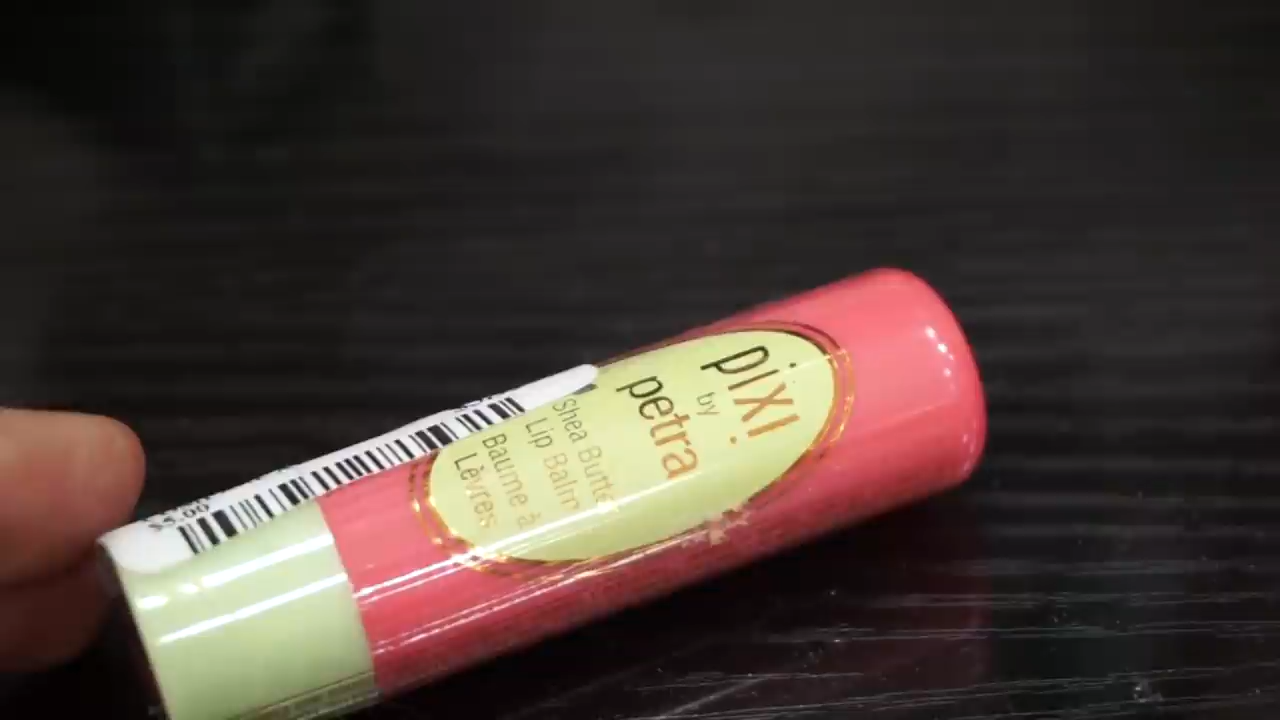 pixi
by
petra
Shea Butte
Lip Balm
Baume à
Lèvres